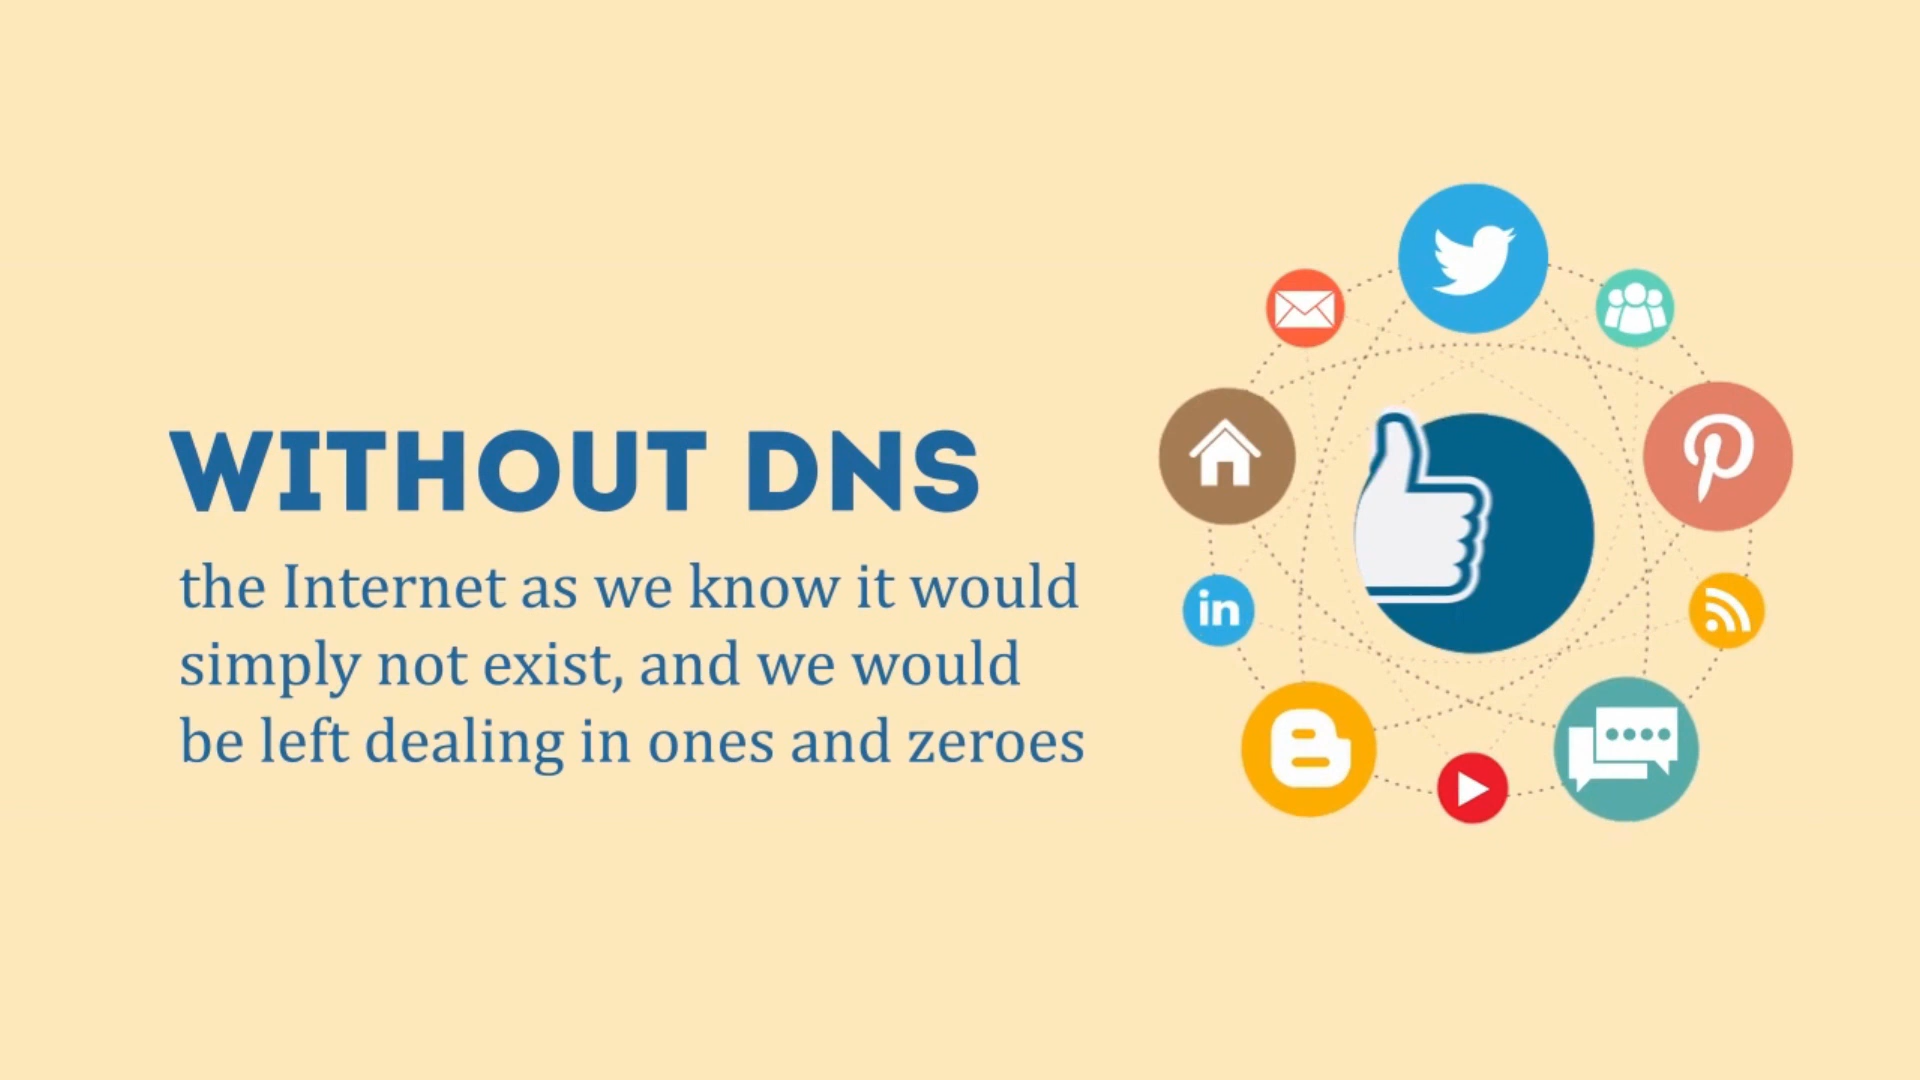 WITHOUT DNS
the Internet as we know it would
simply not exist, and we would
be left dealing in ones and zeroes
in